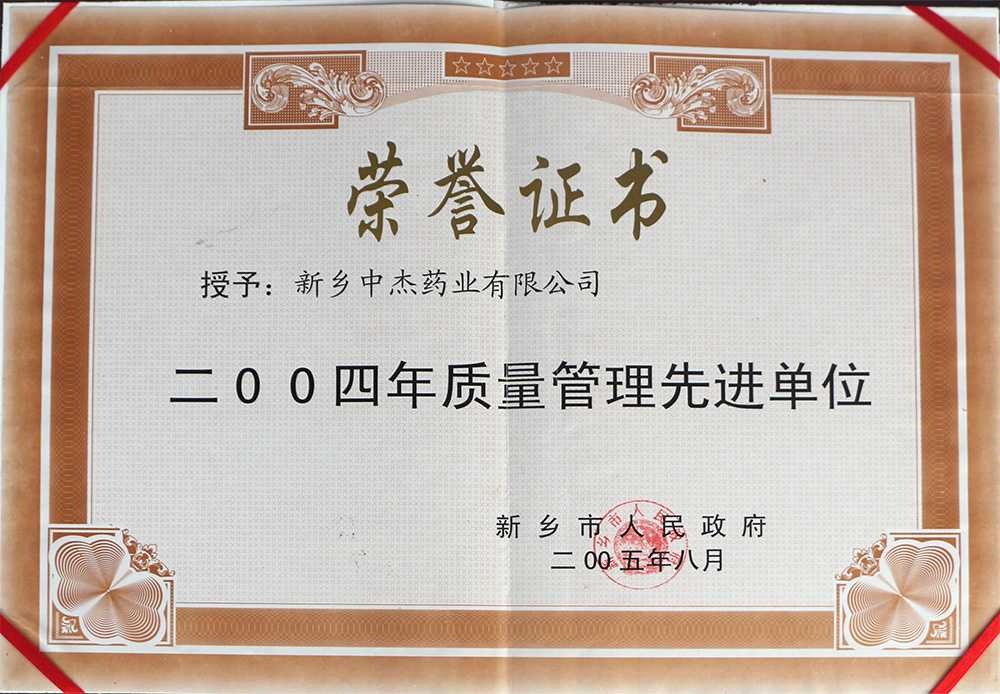 荣誉证书
授予：新乡中杰药业有限公司
二00四年质量管理先进单位
新乡市人民政府
二00五年八月